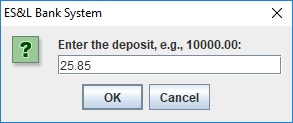 ES&L Bank System
Enter the deposit, e.g., 10000.00:
25.85
OK Cancel